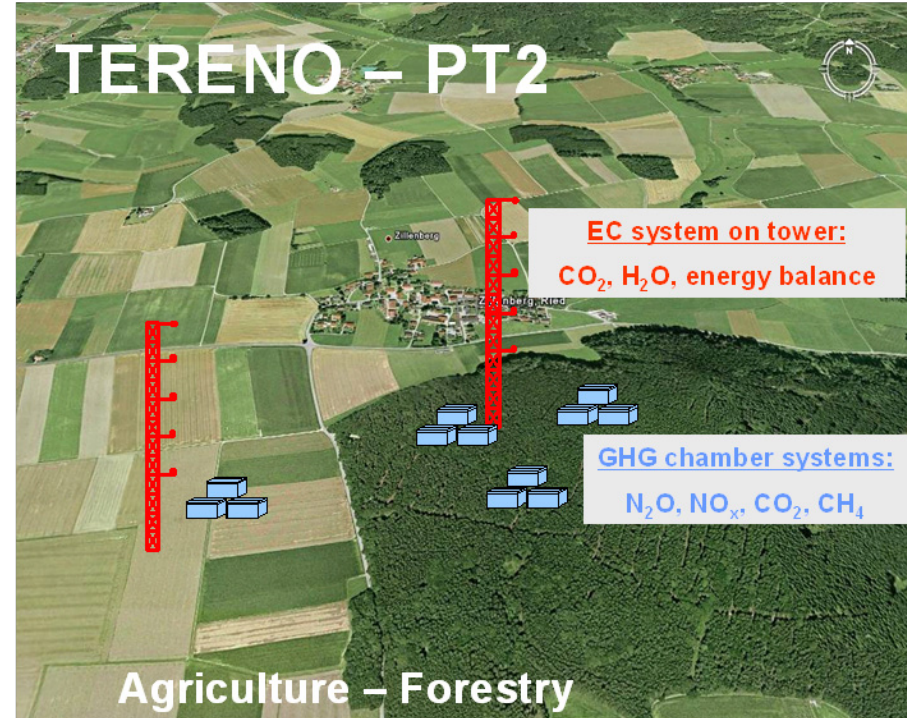 TERENO – PT2
N
Zillenberg
EC system on tower:
CO₂, H₂O, energy balance
Zillenberg, Ried
GHG chamber systems:
N₂O, NOₓ, CO₂, CH₄
Agriculture – Forestry